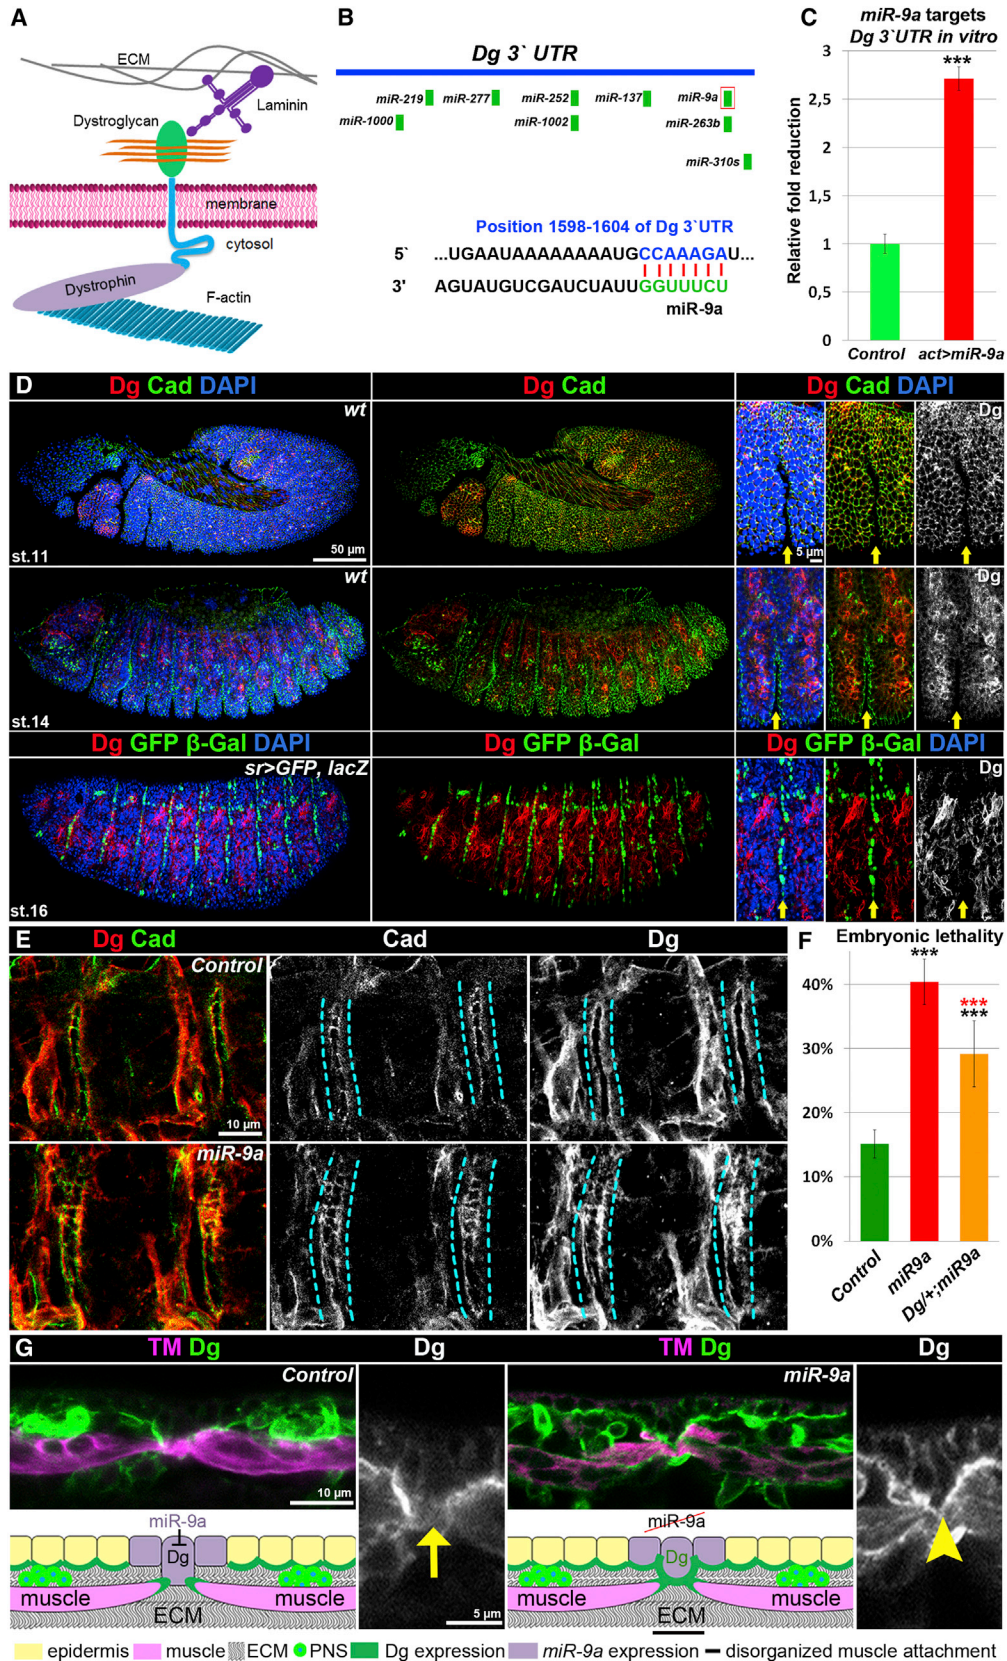 A
ECM
Laminin
Dystroglycan
membrane
cytosol
Dystrophin
F-actin
B
Dg 3` UTR
miR-219
miR-277
miR-252
miR-137
miR-9a
miR-1000
miR-1002
miR-263b
miR-310s
Position 1598-1604 of Dg 3`UTR
5` ...UGAAUAAAAAAAAUGCCAAAGAU...
3' AGUAUGUCGAUCUAUUGGUUUCU
miR-9a
C
miR-9a targets
Dg 3`UTR in vitro
Relative fold reduction
3
2,5
2
1,5
1
0,5
0
***
Control
act>miR-9a
D
Dg Cad DAPI
Dg Cad
Dg Cad DAPI
wt
Dg
st.11
50 µm
5 µm
wt
Dg
st.14
Dg GFP β-Gal DAPI
Dg GFP β-Gal
Dg GFP β-Gal DAPI
sr>GFP, lacZ
Dg
st.16
E
Dg Cad
Cad
Dg
Control
10 µm
miR-9a
F
Embryonic lethality
***
***
***
40%
30%
20%
10%
0%
Control
miR9a
Dg/+;miR9a
G
TM Dg
Dg
TM Dg
Dg
Control
10 µm
miR-9a
miR-9a
Dg
muscle
muscle
ECM
5 µm
miR-9a
Dg
muscle
muscle
ECM
epidermis
muscle
ECM
PNS
Dg expression
miR-9a expression
disorganized muscle attachment